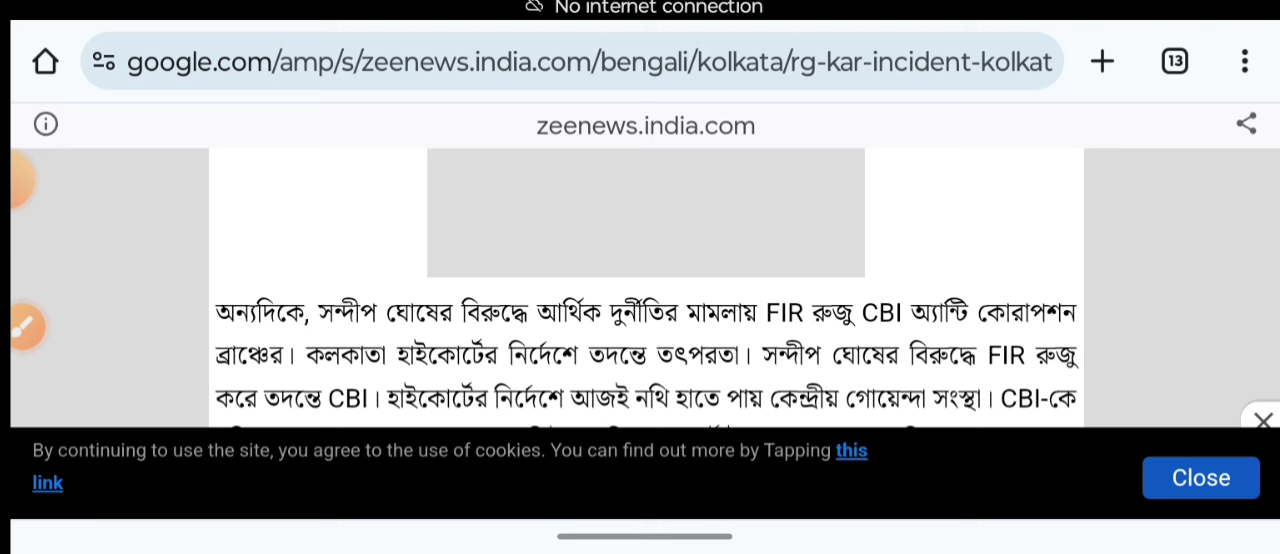 No internet connection
google.com/amp/s/zeenews.india.com/bengali/kolkata/rg-kar-incident-kolkat
13
zeenews.india.com
অন্যদিকে, সন্দীপ ঘোষের বিরুদ্ধে আর্থিক দুর্নীতির মামলায় FIR রুজু CBI অ্যান্টি কোরাপশন
ব্রাঞ্চের। কলকাতা হাইকোর্টের নির্দেশে তদন্তে তৎপরতা। সন্দীপ ঘোষের বিরুদ্ধে FIR রুজু
করে তদন্তে CBI। হাইকোর্টের নির্দেশে আজই নথি হাতে পায় কেন্দ্রীয় গোয়েন্দা সংস্থা। CBI-কে
By continuing to use the site, you agree to the use of cookies. You can find out more by Tapping this
link
Close